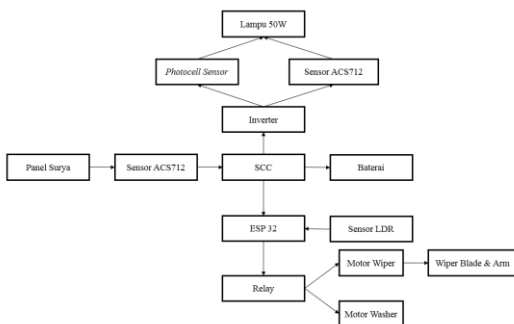 Lampu 50W
Photocell Sensor
Sensor ACS712
Inverter
Panel Surya
Sensor ACS712
SCC
Baterai
ESP 32
Sensor LDR
Motor Wiper
Wiper Blade & Arm
Relay
Motor Washer